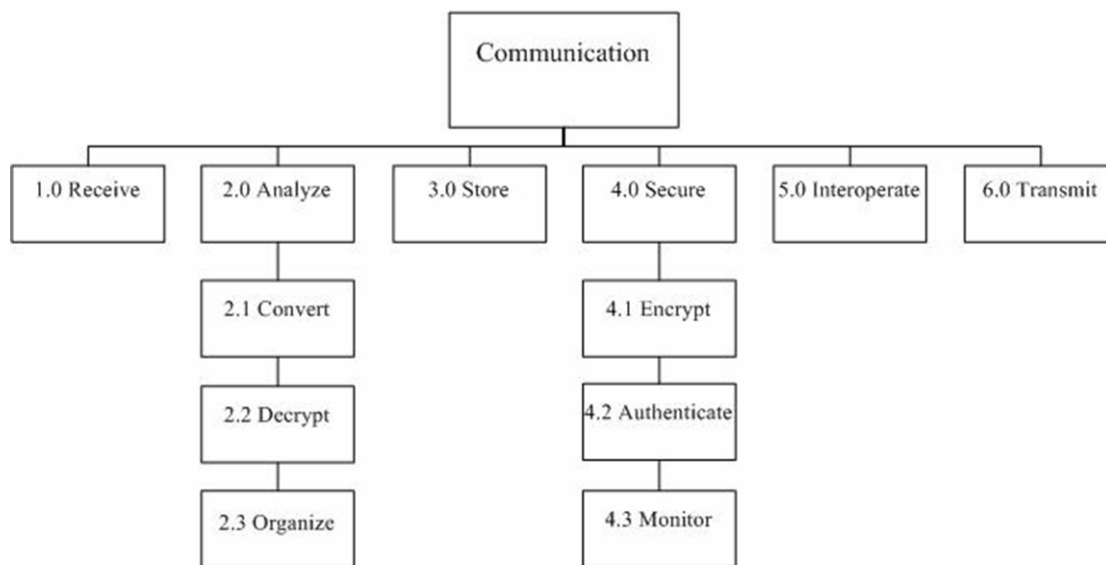 Communication
1.0 Receive
2.0 Analyze
3.0 Store
4.0 Secure
5.0 Interoperate
6.0 Transmit
2.1 Convert
4.1 Encrypt
2.2 Decrypt
4.2 Authenticate
2.3 Organize
4.3 Monitor